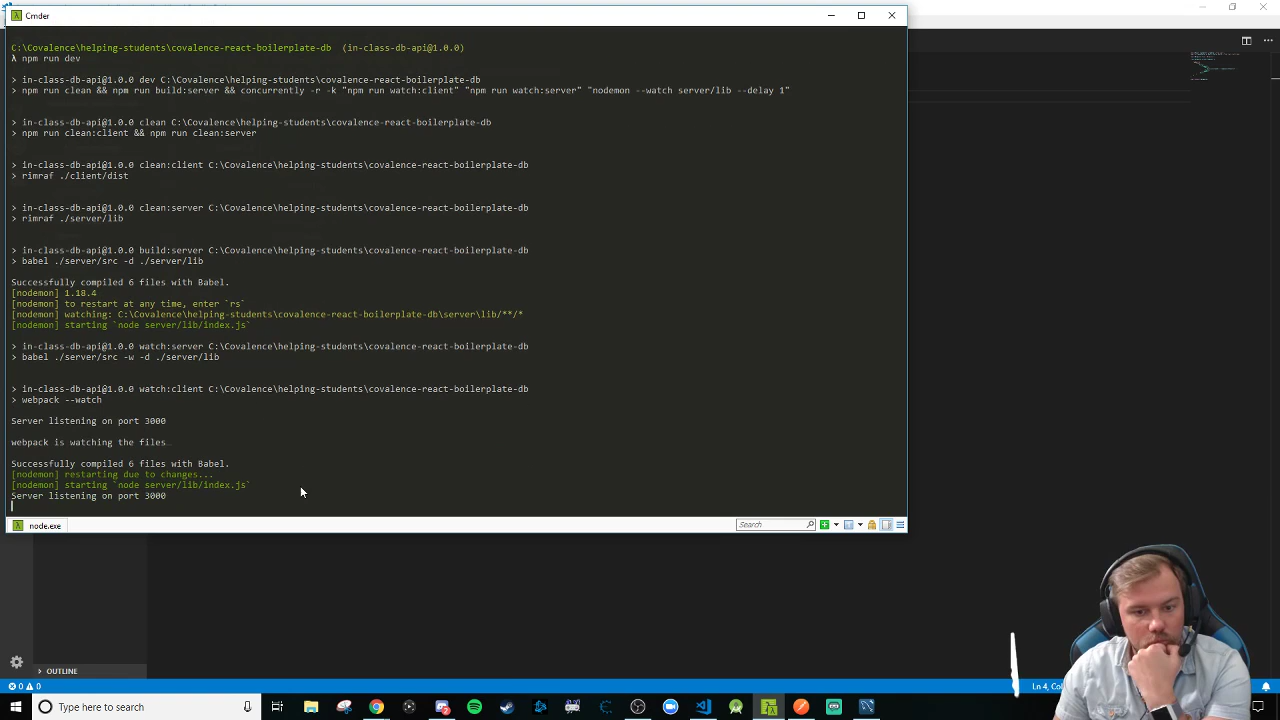 Cmder
C:\Covalence\helping-students\covalence-react-boilerplate-db (in-class-db-api@1.0.0)
λ npm run dev
> in-class-db-api@1.0.0 dev C:\Covalence\helping-students\covalence-react-boilerplate-db
> npm run clean && npm run build:server && concurrently -r -k "npm run watch:client" "npm run watch:server" "nodemon --watch server/lib --delay 1"
> in-class-db-api@1.0.0 clean C:\Covalence\helping-students\covalence-react-boilerplate-db
> npm run clean:client && npm run clean:server
> in-class-db-api@1.0.0 clean:client C:\Covalence\helping-students\covalence-react-boilerplate-db
> rimraf ./client/dist
> in-class-db-api@1.0.0 clean:server C:\Covalence\helping-students\covalence-react-boilerplate-db
> rimraf ./server/lib
> in-class-db-api@1.0.0 build:server C:\Covalence\helping-students\covalence-react-boilerplate-db
> babel ./server/src -d ./server/lib
Successfully compiled 6 files with Babel.
[nodemon] 1.18.4
[nodemon] to restart at any time, enter `rs`
[nodemon] watching: C:\Covalence\helping-students\covalence-react-boilerplate-db\server\lib/**/*
[nodemon] starting `node server/lib/index.js`
> in-class-db-api@1.0.0 watch:server C:\Covalence\helping-students\covalence-react-boilerplate-db
> babel ./server/src -w -d ./server/lib
> in-class-db-api@1.0.0 watch:client C:\Covalence\helping-students\covalence-react-boilerplate-db
> webpack --watch
Server listening on port 3000
webpack is watching the files…
Successfully compiled 6 files with Babel.
[nodemon] restarting due to changes...
[nodemon] starting `node server/lib/index.js`
Server listening on port 3000
node.exe
Search
OUTLINE
0 0
Ln 4, Co
Type here to search